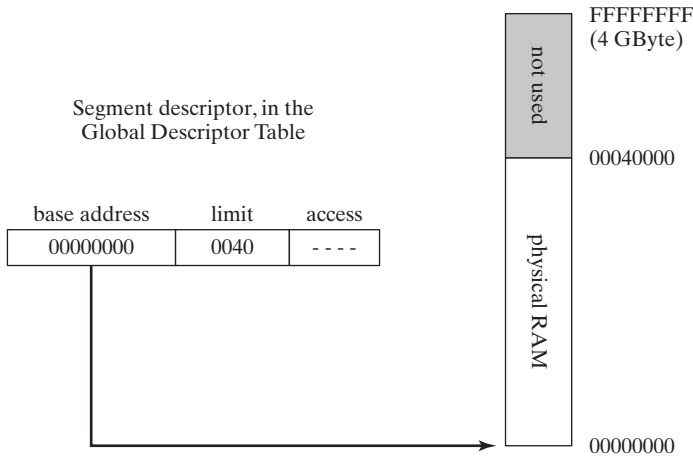 FFFFFFFF
(4 GByte)
not used
Segment descriptor, in the
Global Descriptor Table
00040000
base address limit access
00000000 0040 - - - -
physical RAM
00000000